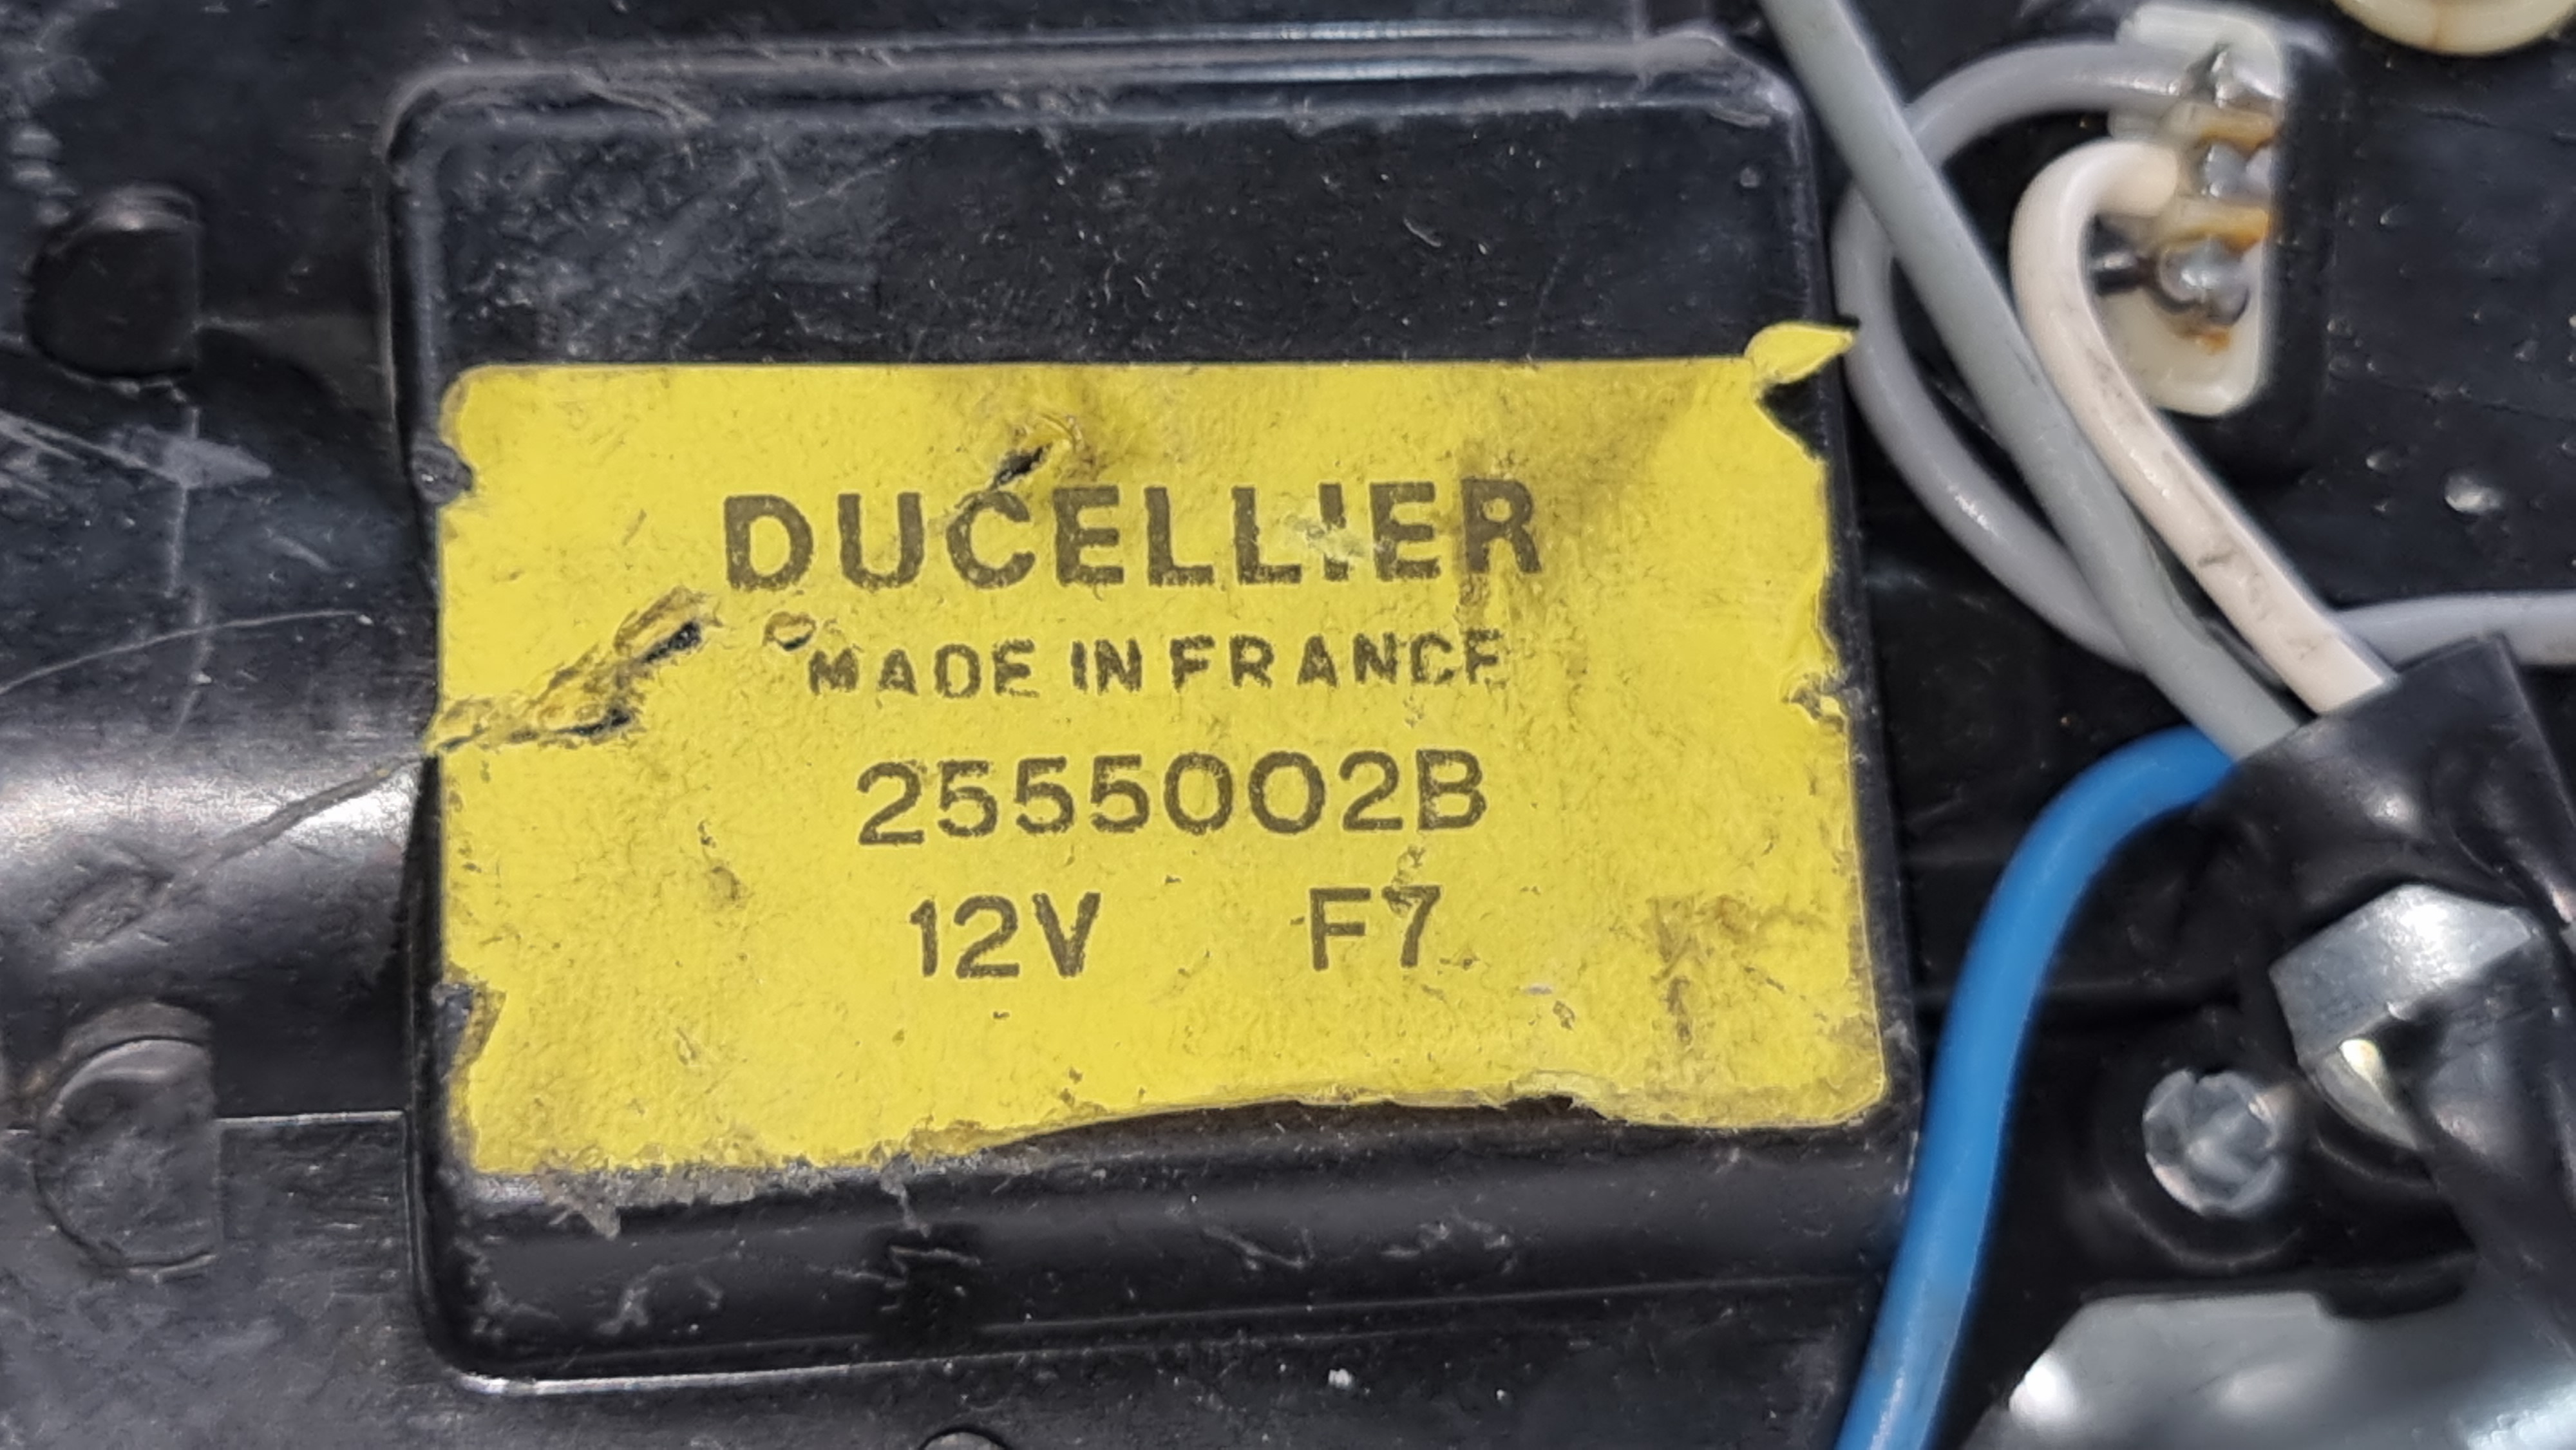 DUCELLIER
MADE IN FRANCE
2555002B
12V F7